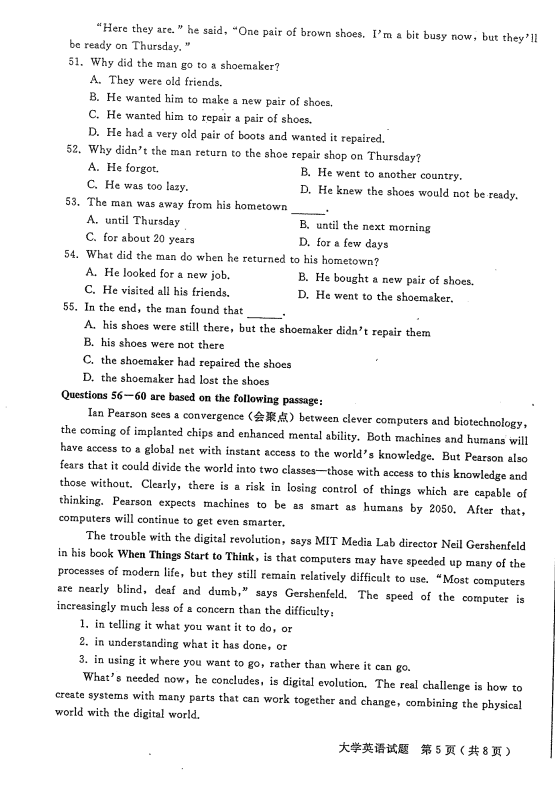 "Here they are." he said, "One pair of brown shoes. I'm a bit busy now, but they'll
be ready on Thursday."
51. Why did the man go to a shoemaker?
A. They were old friends.
B. He wanted him to make a new pair of shoes.
C. He wanted him to repair a pair of shoes.
D. He had a very old pair of boots and wanted it repaired.
52. Why didn't the man return to the shoe repair shop on Thursday?
A. He forgot. B. He went to another country.
C. He was too lazy. D. He knew the shoes would not be ready.
53. The man was away from his hometown ______.
A. until Thursday B. until the next morning
C. for about 20 years D. for a few days
54. What did the man do when he returned to his hometown?
A. He looked for a new job. B. He bought a new pair of shoes.
C. He visited all his friends. D. He went to the shoemaker.
55. In the end, the man found that ______.
A. his shoes were still there, but the shoemaker didn't repair them
B. his shoes were not there
C. the shoemaker had repaired the shoes
D. the shoemaker had lost the shoes
Questions 56—60 are based on the following passage:
Ian Pearson sees a convergence (会聚点) between clever computers and biotechnology,
the coming of implanted chips and enhanced mental ability. Both machines and humans will
have access to a global net with instant access to the world's knowledge. But Pearson also
fears that it could divide the world into two classes—those with access to this knowledge and
those without. Clearly, there is a risk in losing control of things which are capable of
thinking. Pearson expects machines to be as smart as humans by 2050. After that,
computers will continue to get even smarter.
The trouble with the digital revolution, says MIT Media Lab director Neil Gershenfeld
in his book When Things Start to Think, is that computers may have speeded up many of the
processes of modern life, but they still remain relatively difficult to use. "Most computers
are nearly blind, deaf and dumb," says Gershenfeld. The speed of the computer is
increasingly much less of a concern than the difficulty:
1. in telling it what you want it to do, or
2. in understanding what it has done, or
3. in using it where you want to go, rather than where it can go.
What's needed now, he concludes, is digital evolution. The real challenge is how to
create systems with many parts that can work together and change, combining the physical
world with the digital world.
大学英语试题 第 5 页 ( 共 8 页 )